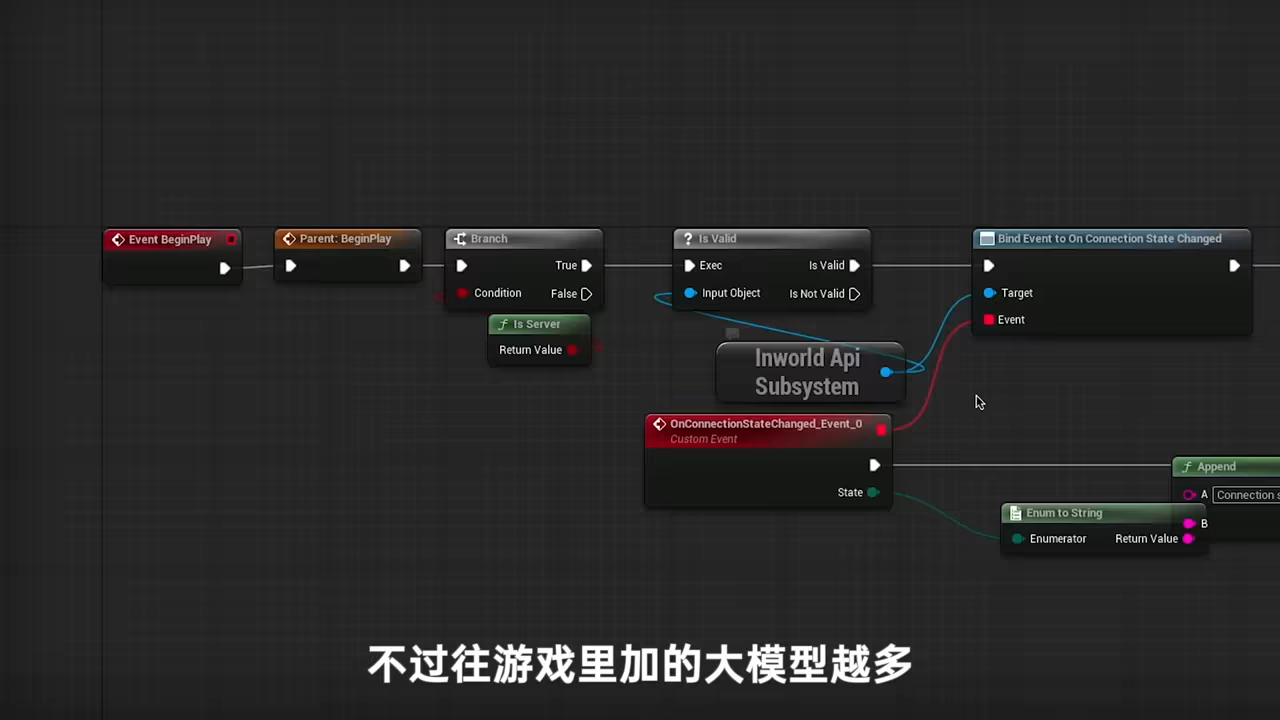 Event BeginPlay
Parent: BeginPlay
Branch
True
Condition
False
Is Server
Return Value
Is Valid
Exec
Is Valid
Input Object
Is Not Valid
Bind Event to On Connection State Changed
Target
Event
Inworld Api
Subsystem
OnConnectionStateChanged_Event_0
Custom Event
State
Append
A
B
Enum to String
Enumerator
Return Value
不过往游戏里加的大模型越多